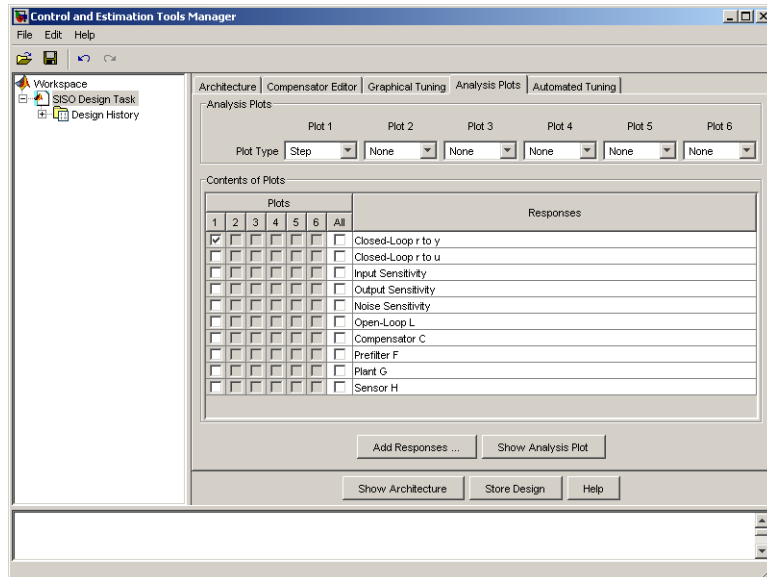 Control and Estimation Tools Manager
File Edit Help
Workspace
SISO Design Task
Design History
Architecture Compensator Editor Graphical Tuning Analysis Plots Automated Tuning
Analysis Plots
Plot 1 Plot 2 Plot 3 Plot 4 Plot 5 Plot 6
Plot Type Step None None None None None
Contents of Plots
Plots Responses
1 2 3 4 5 6 All
Closed-Loop r to y
Closed-Loop r to u
Input Sensitivity
Output Sensitivity
Noise Sensitivity
Open-Loop L
Compensator C
Prefilter F
Plant G
Sensor H
Add Responses ... Show Analysis Plot
Show Architecture Store Design Help